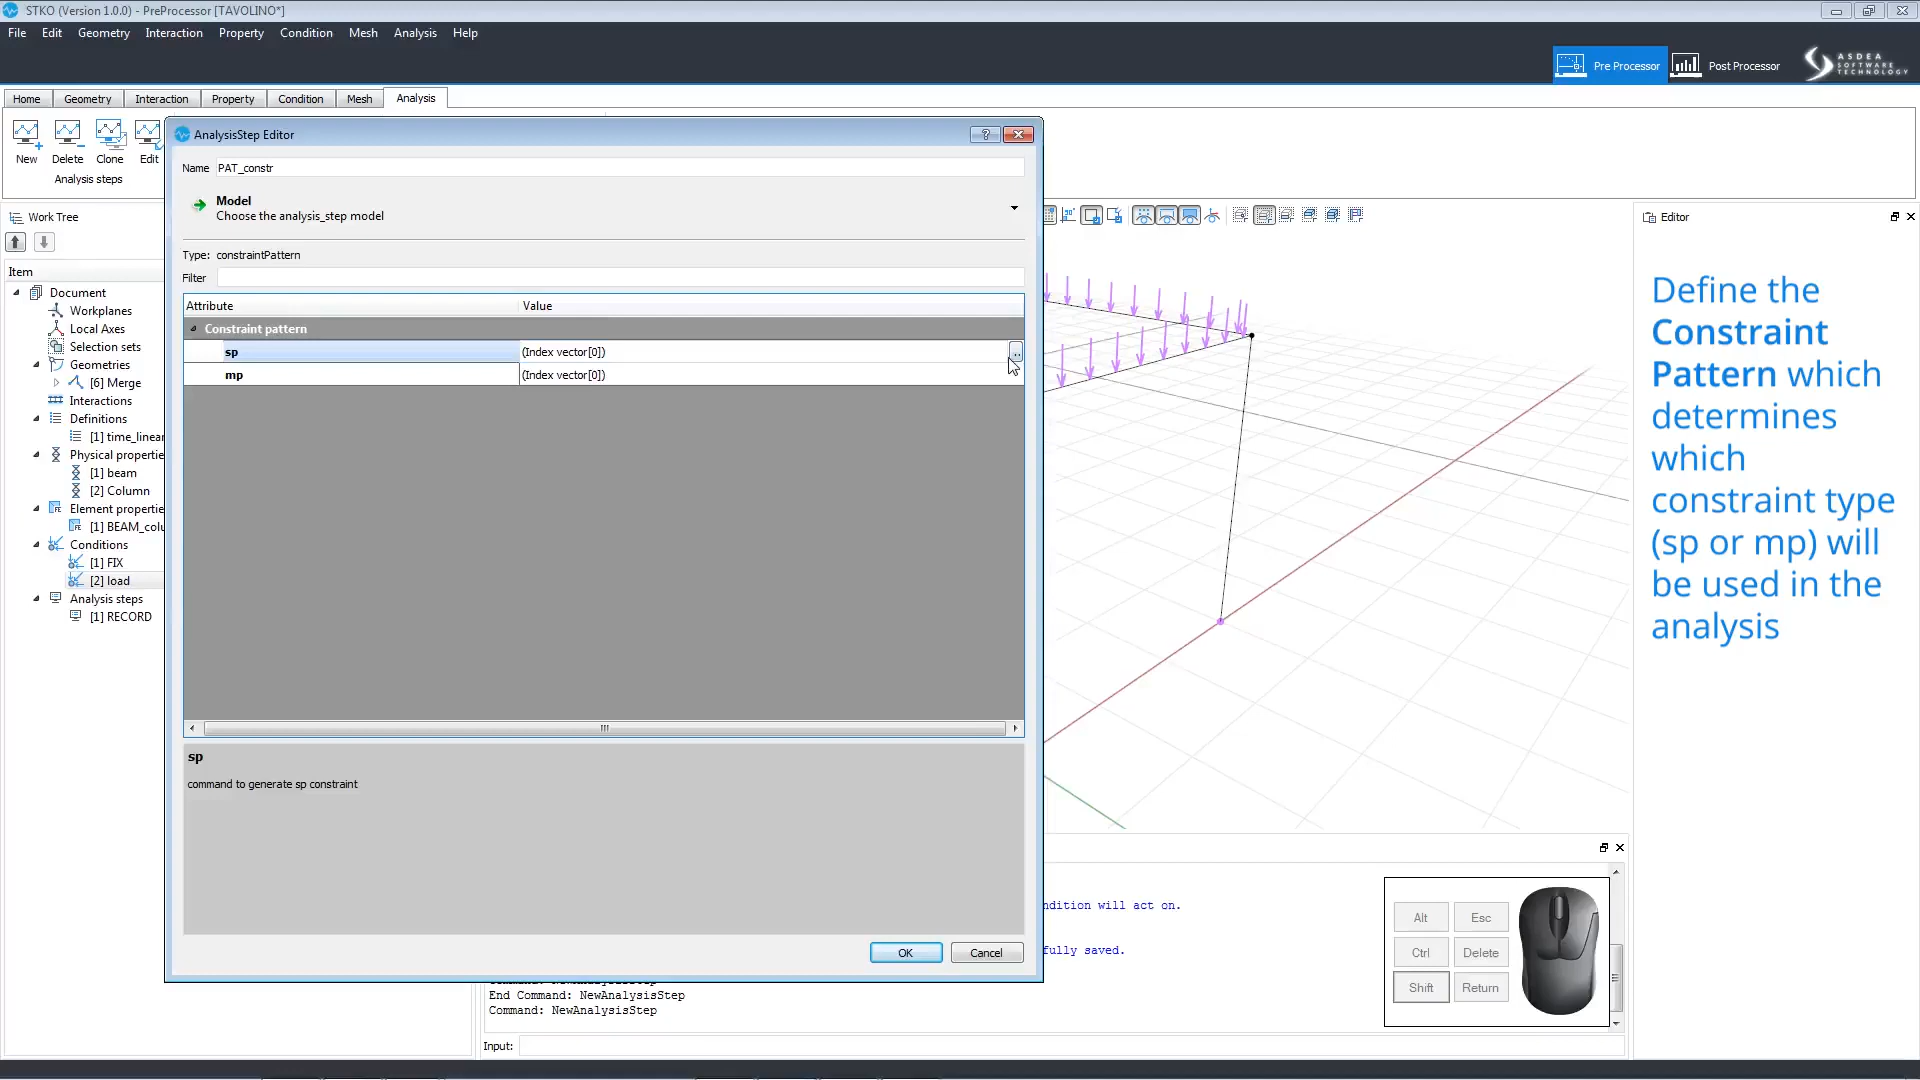 STKO (Version 1.0.0) - PreProcessor [TAVOLINO*]
File Edit Geometry Interaction Property Condition Mesh Analysis Help
Pre Processor
Post Processor
ASDEA
SOFTWARE
TECHNOLOGY
Home Geometry Interaction Property Condition Mesh Analysis
New Delete Clone Edit
Analysis steps
AnalysisStep Editor
Name PAT_constr
Model
Choose the analysis_step model
Type: constraintPattern
Filter
Attribute Value
Constraint pattern
sp (Index vector[0])
...
mp (Index vector[0])
sp
command to generate sp constraint
OK Cancel
Work Tree
Item
Document
Workplanes
Local Axes
Selection sets
Geometries
[6] Merge
Interactions
Definitions
[1] time_linear
Physical propertie
[1] beam
[2] Column
Element propertie
[1] BEAM_colu
Conditions
[1] FIX
[2] load
Analysis steps
[1] RECORD
Editor
Define the
Constraint
Pattern which
determines
which
constraint type
(sp or mp) will
be used in the
analysis
ndition will act on.
fully saved.
End Command: NewAnalysisStep
Command: NewAnalysisStep
Input:
Alt Esc
Ctrl Delete
Shift Return